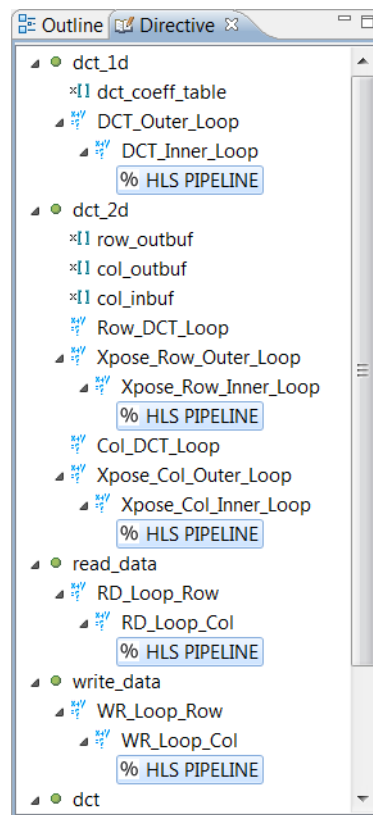 Outline Directive
dct_1d
x[] dct_coeff_table
DCT_Outer_Loop
DCT_Inner_Loop
% HLS PIPELINE
dct_2d
x[] row_outbuf
x[] col_outbuf
x[] col_inbuf
Row_DCT_Loop
Xpose_Row_Outer_Loop
Xpose_Row_Inner_Loop
% HLS PIPELINE
Col_DCT_Loop
Xpose_Col_Outer_Loop
Xpose_Col_Inner_Loop
% HLS PIPELINE
read_data
RD_Loop_Row
RD_Loop_Col
% HLS PIPELINE
write_data
WR_Loop_Row
WR_Loop_Col
% HLS PIPELINE
dct